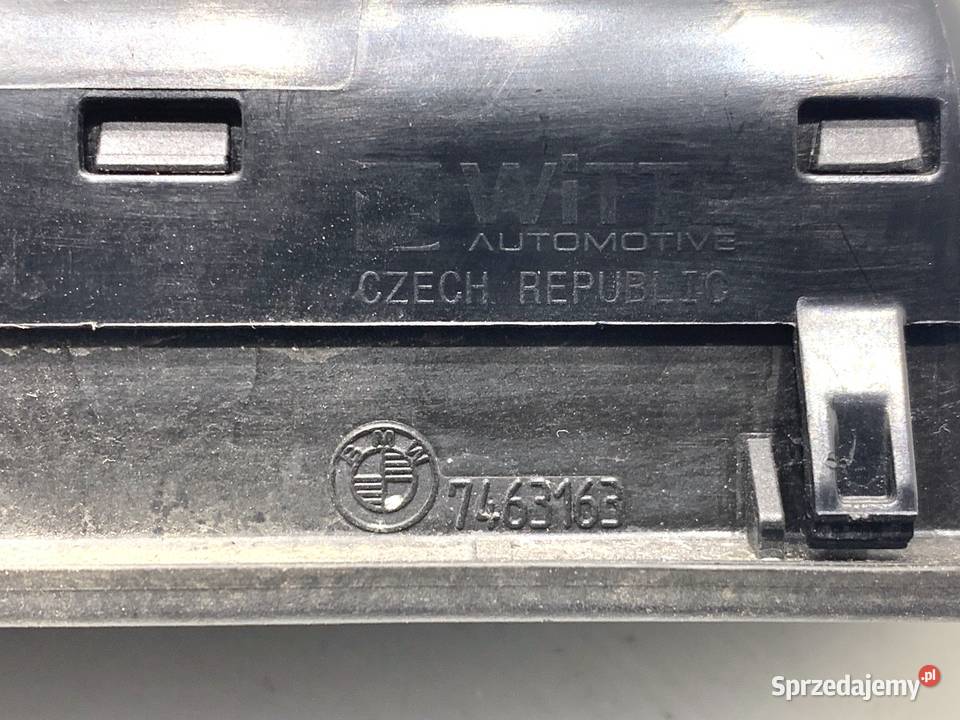 WiTTE
AUTOMOTIVE
CZECH REPUBLIC
BMW
7463163
Sprzedajemy.pl